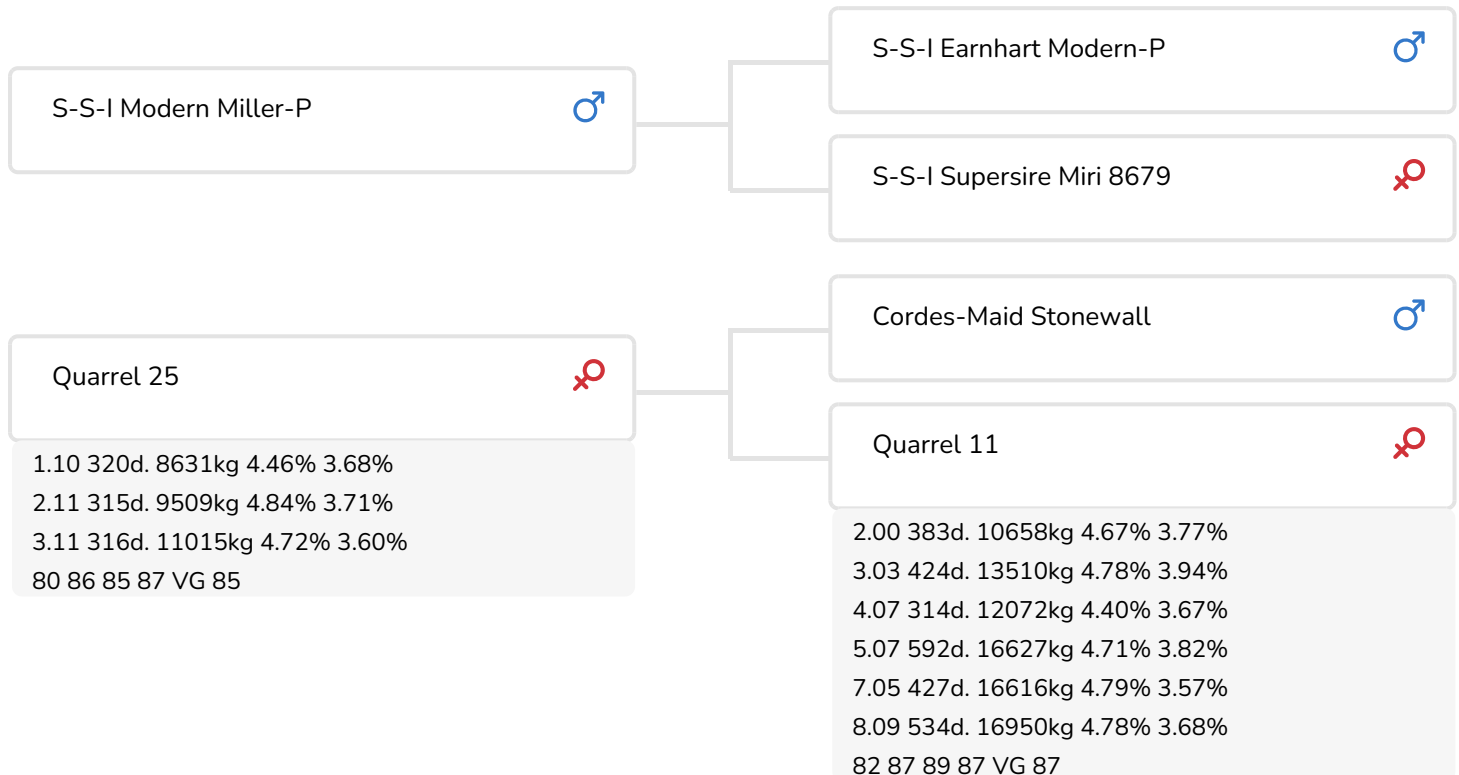 S-S-I Modern Miller-P
S-S-I Earnhart Modern-P
S-S-I Supersire Miri 8679
Quarrel 25
1.10 320d. 8631kg 4.46% 3.68%
2.11 315d. 9509kg 4.84% 3.71%
3.11 316d. 11015kg 4.72% 3.60%
80 86 85 87 VG 85
Cordes-Maid Stonewall
Quarrel 11
2.00 383d. 10658kg 4.67% 3.77%
3.03 424d. 13510kg 4.78% 3.94%
4.07 314d. 12072kg 4.40% 3.67%
5.07 592d. 16627kg 4.71% 3.82%
7.05 427d. 16616kg 4.79% 3.57%
8.09 534d. 16950kg 4.78% 3.68%
82 87 89 87 VG 87